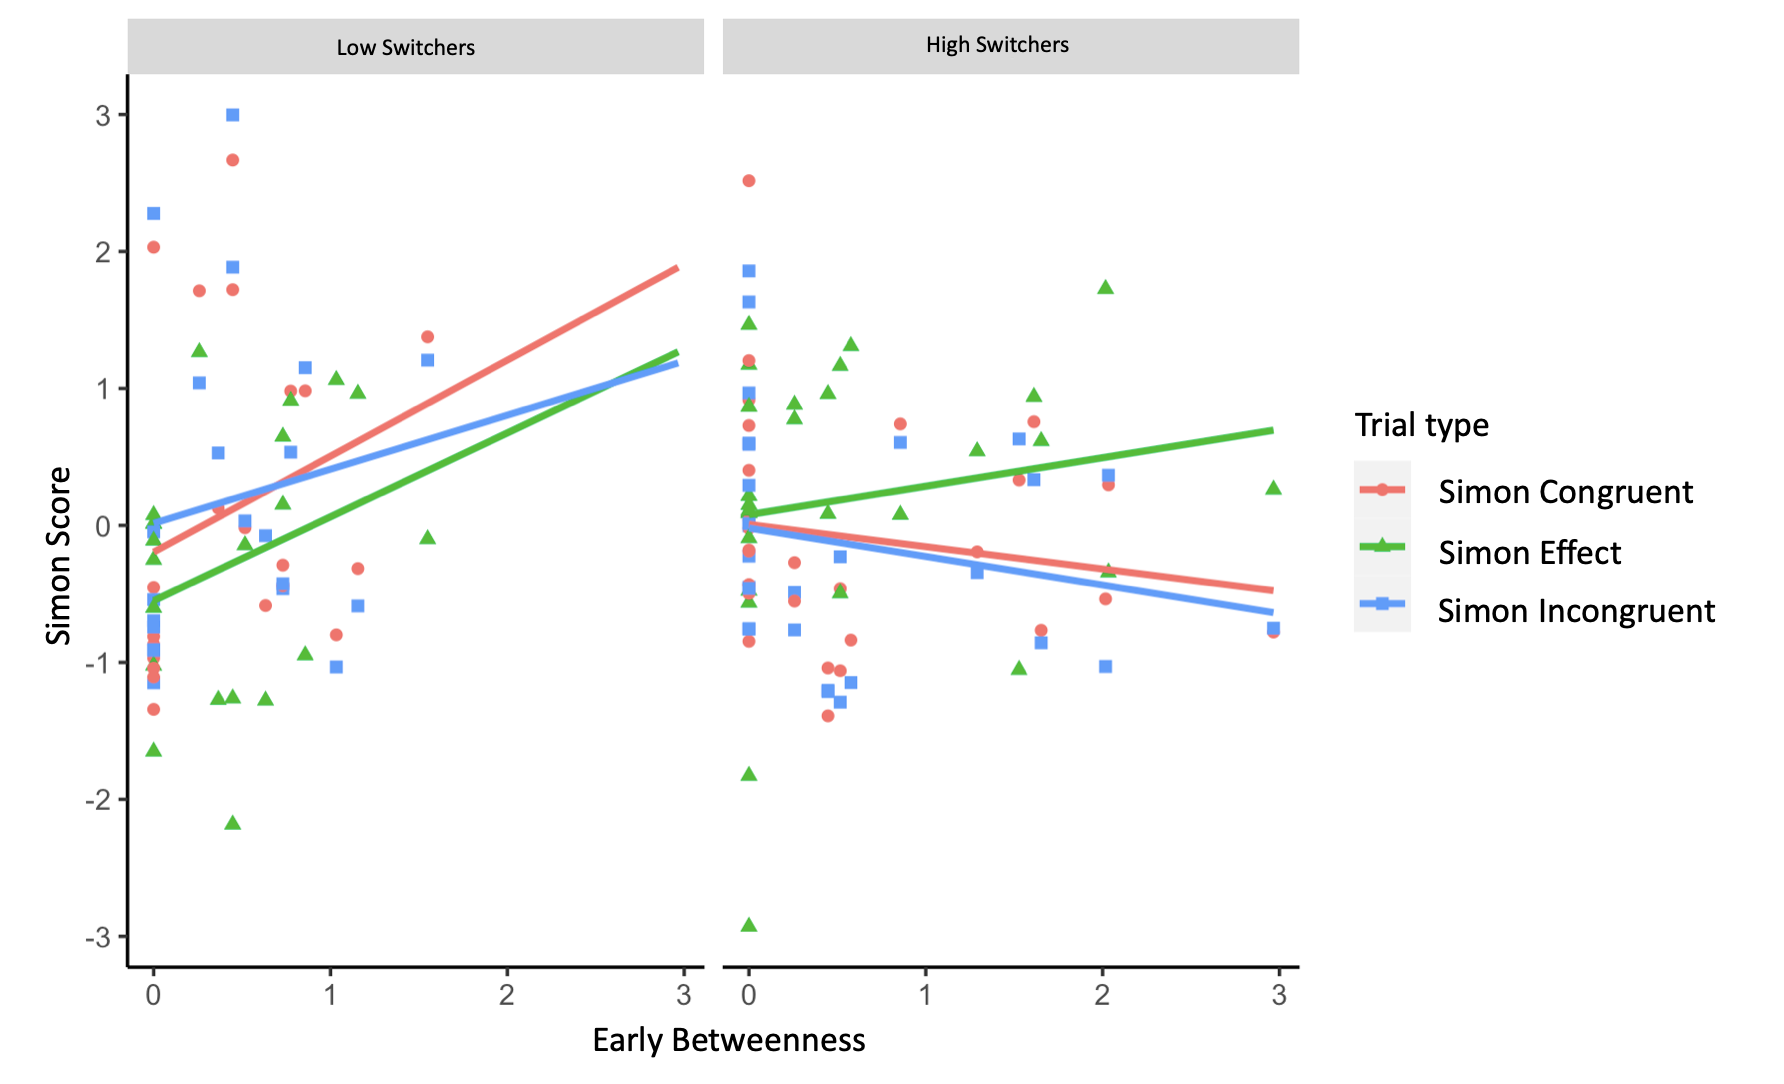 Low Switchers
High Switchers
Simon Score
3
2
1
0
-1
-2
-3
0
1
2
3
0
1
2
3
Early Betweenness
Trial type
Simon Congruent
Simon Effect
Simon Incongruent